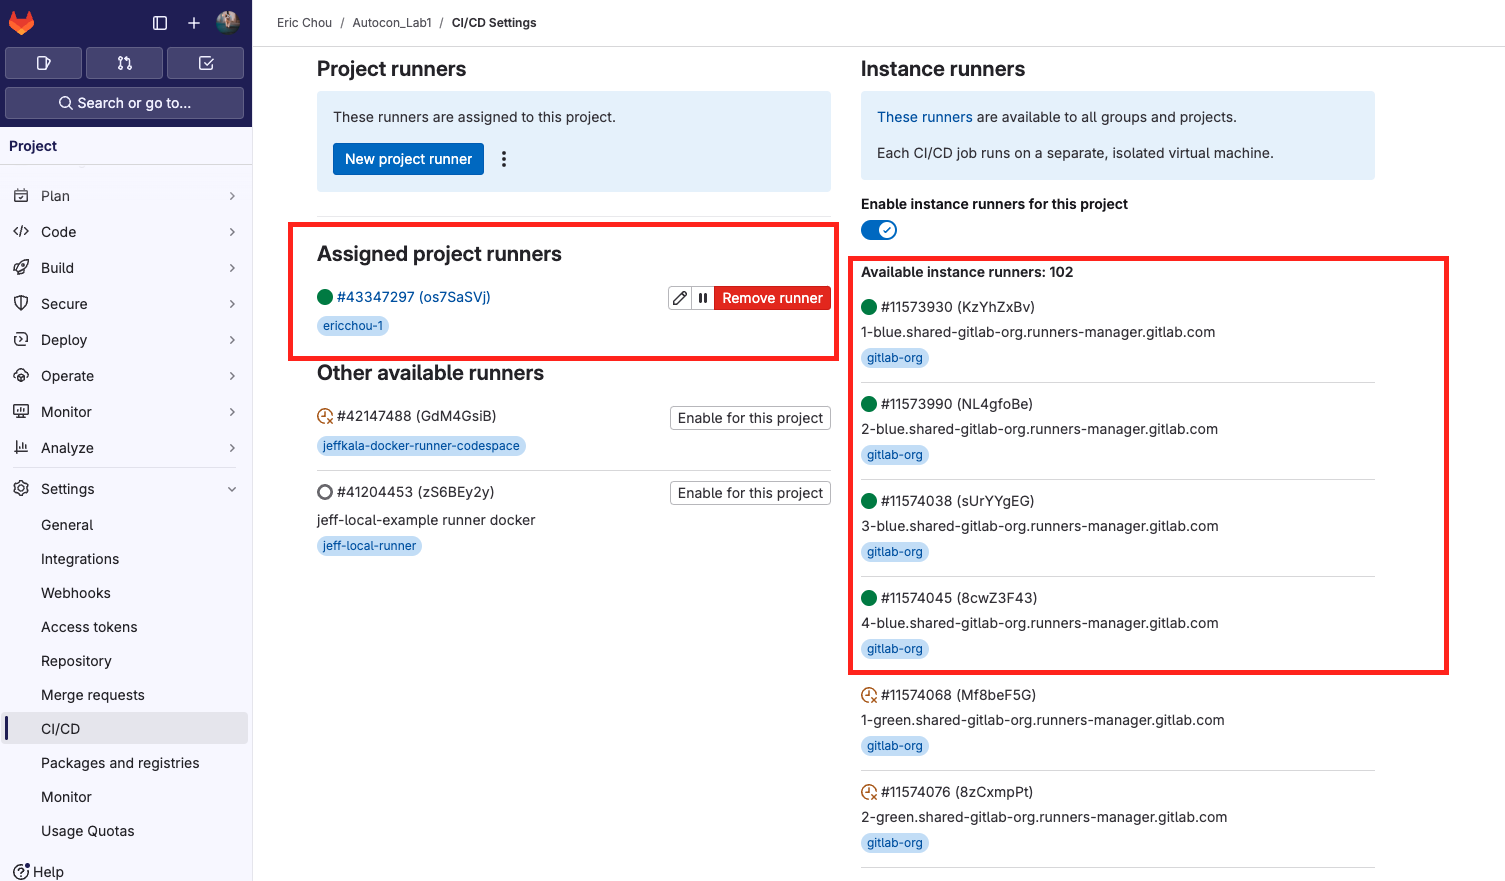 Eric Chou / Autocon_Lab1 / CI/CD Settings
Search or go to...
Project
Plan
Code
Build
Secure
Deploy
Operate
Monitor
Analyze
Settings
General
Integrations
Webhooks
Access tokens
Repository
Merge requests
CI/CD
Packages and registries
Monitor
Usage Quotas
Help
Project runners
These runners are assigned to this project.
New project runner
Assigned project runners
#43347297 (os7SaSVj)
Remove runner
ericchou-1
Other available runners
#42147488 (GdM4GsiB)
Enable for this project
jeffkala-docker-runner-codespace
#41204453 (zS6BEy2y)
Enable for this project
jeff-local-example runner docker
jeff-local-runner
Instance runners
These runners are available to all groups and projects.
Each CI/CD job runs on a separate, isolated virtual machine.
Enable instance runners for this project
Available instance runners: 102
#11573930 (KzYhZxBv)
1-blue.shared-gitlab-org.runners-manager.gitlab.com
gitlab-org
#11573990 (NL4gfoBe)
2-blue.shared-gitlab-org.runners-manager.gitlab.com
gitlab-org
#11574038 (sUrYYgEG)
3-blue.shared-gitlab-org.runners-manager.gitlab.com
gitlab-org
#11574045 (8cwZ3F43)
4-blue.shared-gitlab-org.runners-manager.gitlab.com
gitlab-org
#11574068 (Mf8beF5G)
1-green.shared-gitlab-org.runners-manager.gitlab.com
gitlab-org
#11574076 (8zCxmpPt)
2-green.shared-gitlab-org.runners-manager.gitlab.com
gitlab-org